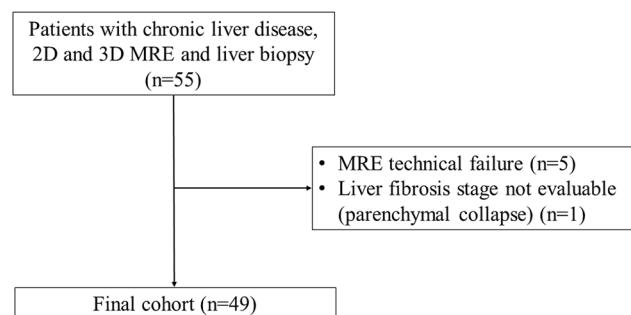 Patients with chronic liver disease,
2D and 3D MRE and liver biopsy
(n=55)
• MRE technical failure (n=5)
• Liver fibrosis stage not evaluable
(parenchymal collapse) (n=1)
Final cohort (n=49)